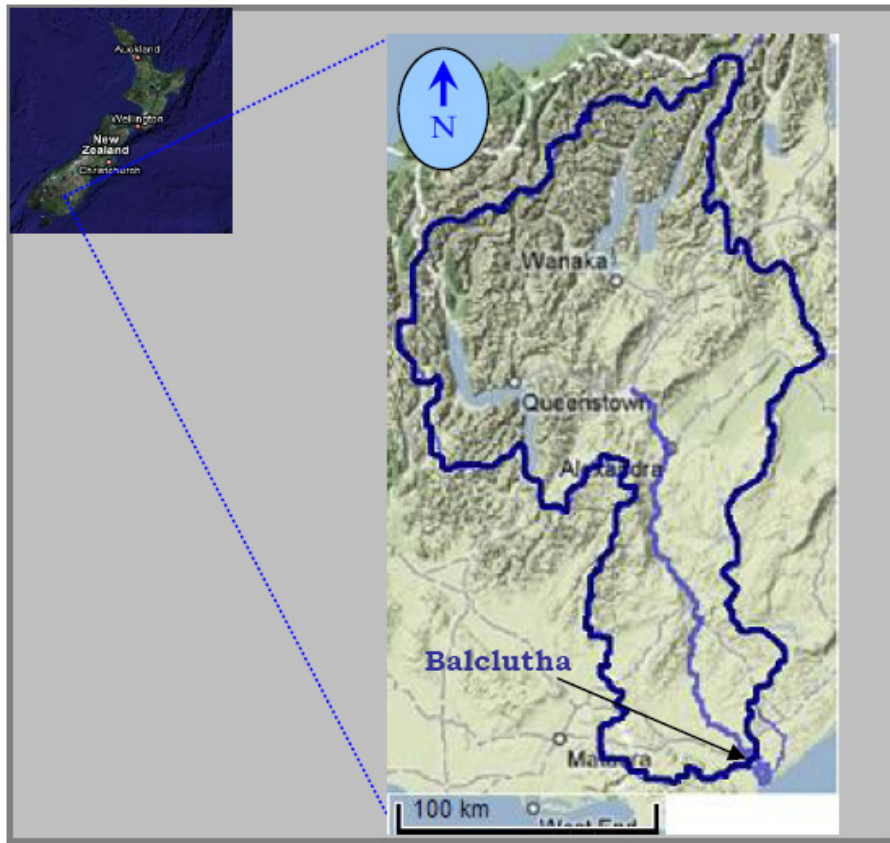 Auckland
Wellington
New
Zealand
Christchurch
N
Wanaka
Queenstown
Alexandra
Balclutha
Mataura
100 km
West End